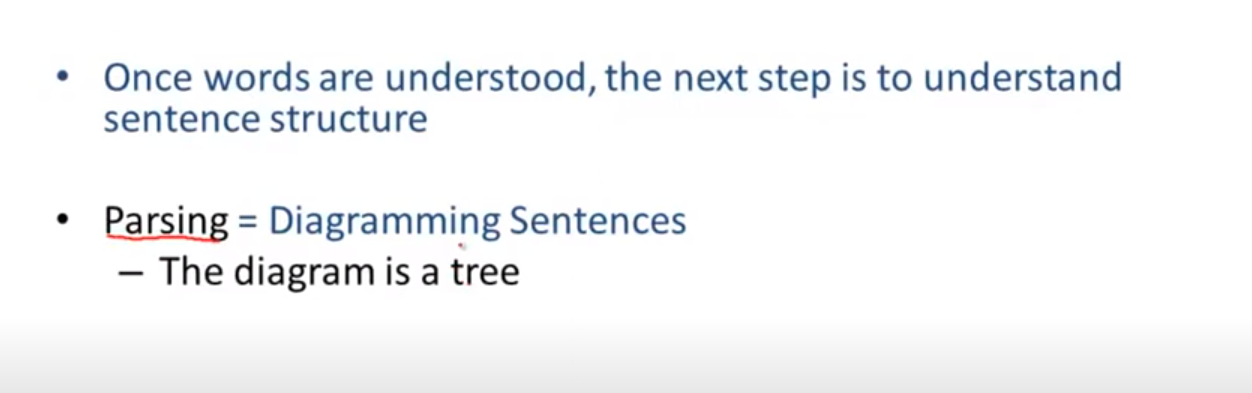 • Once words are understood, the next step is to understand
sentence structure
• Parsing = Diagramming Sentences
– The diagram is a tree